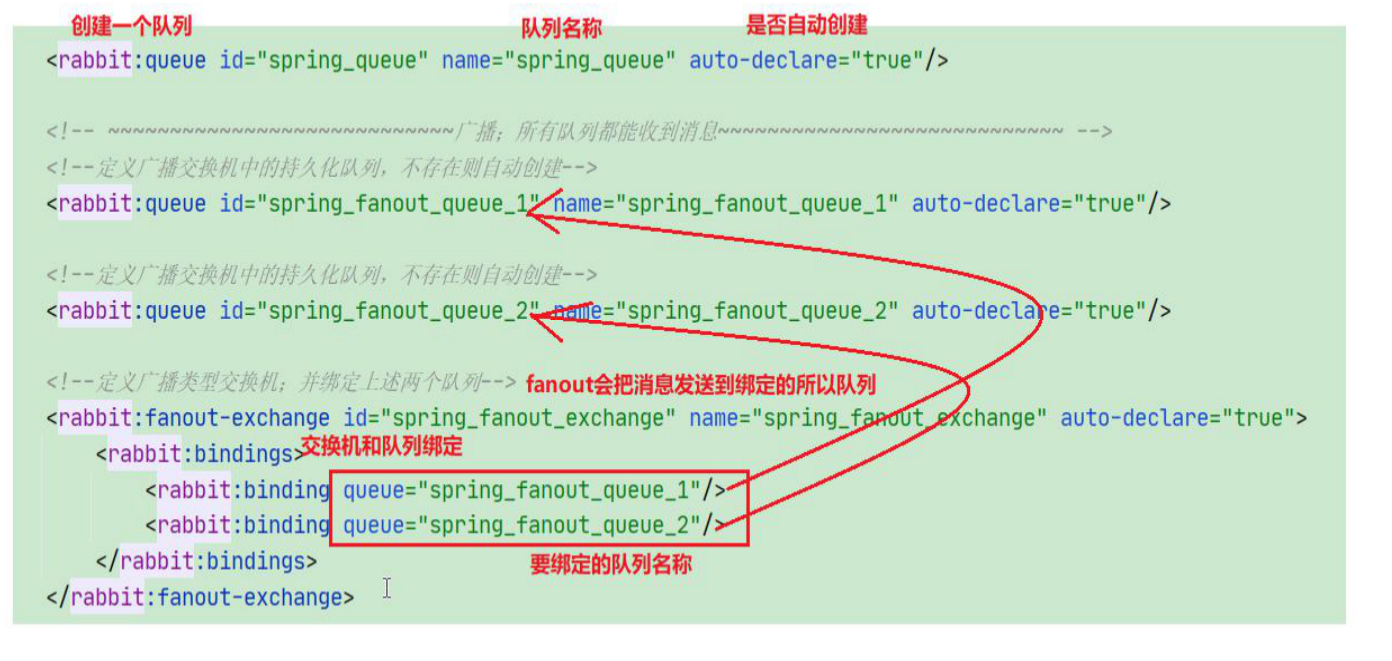 创建一个队列 队列名称 是否自动创建
<rabbit:queue id="spring_queue" name="spring_queue" auto-declare="true"/>
<!-- ~~~~~~~~~~~~~~~~~~~~~~~~~~~~广播；所有队列都能收到消息~~~~~~~~~~~~~~~~~~~~~~~~~~~~ -->
<!--定义广播交换机中的持久化队列，不存在则自动创建-->
<rabbit:queue id="spring_fanout_queue_1" name="spring_fanout_queue_1" auto-declare="true"/>
<!--定义广播交换机中的持久化队列，不存在则自动创建-->
<rabbit:queue id="spring_fanout_queue_2" name="spring_fanout_queue_2" auto-declare="true"/>
<!--定义广播类型交换机；并绑定上述两个队列--> fanout会把消息发送到绑定的所以队列
<rabbit:fanout-exchange id="spring_fanout_exchange" name="spring_fanout_exchange" auto-declare="true">
<rabbit:bindings> 交换机和队列绑定
<rabbit:binding queue="spring_fanout_queue_1"/>
<rabbit:binding queue="spring_fanout_queue_2"/>
</rabbit:bindings> 要绑定的队列名称
</rabbit:fanout-exchange>